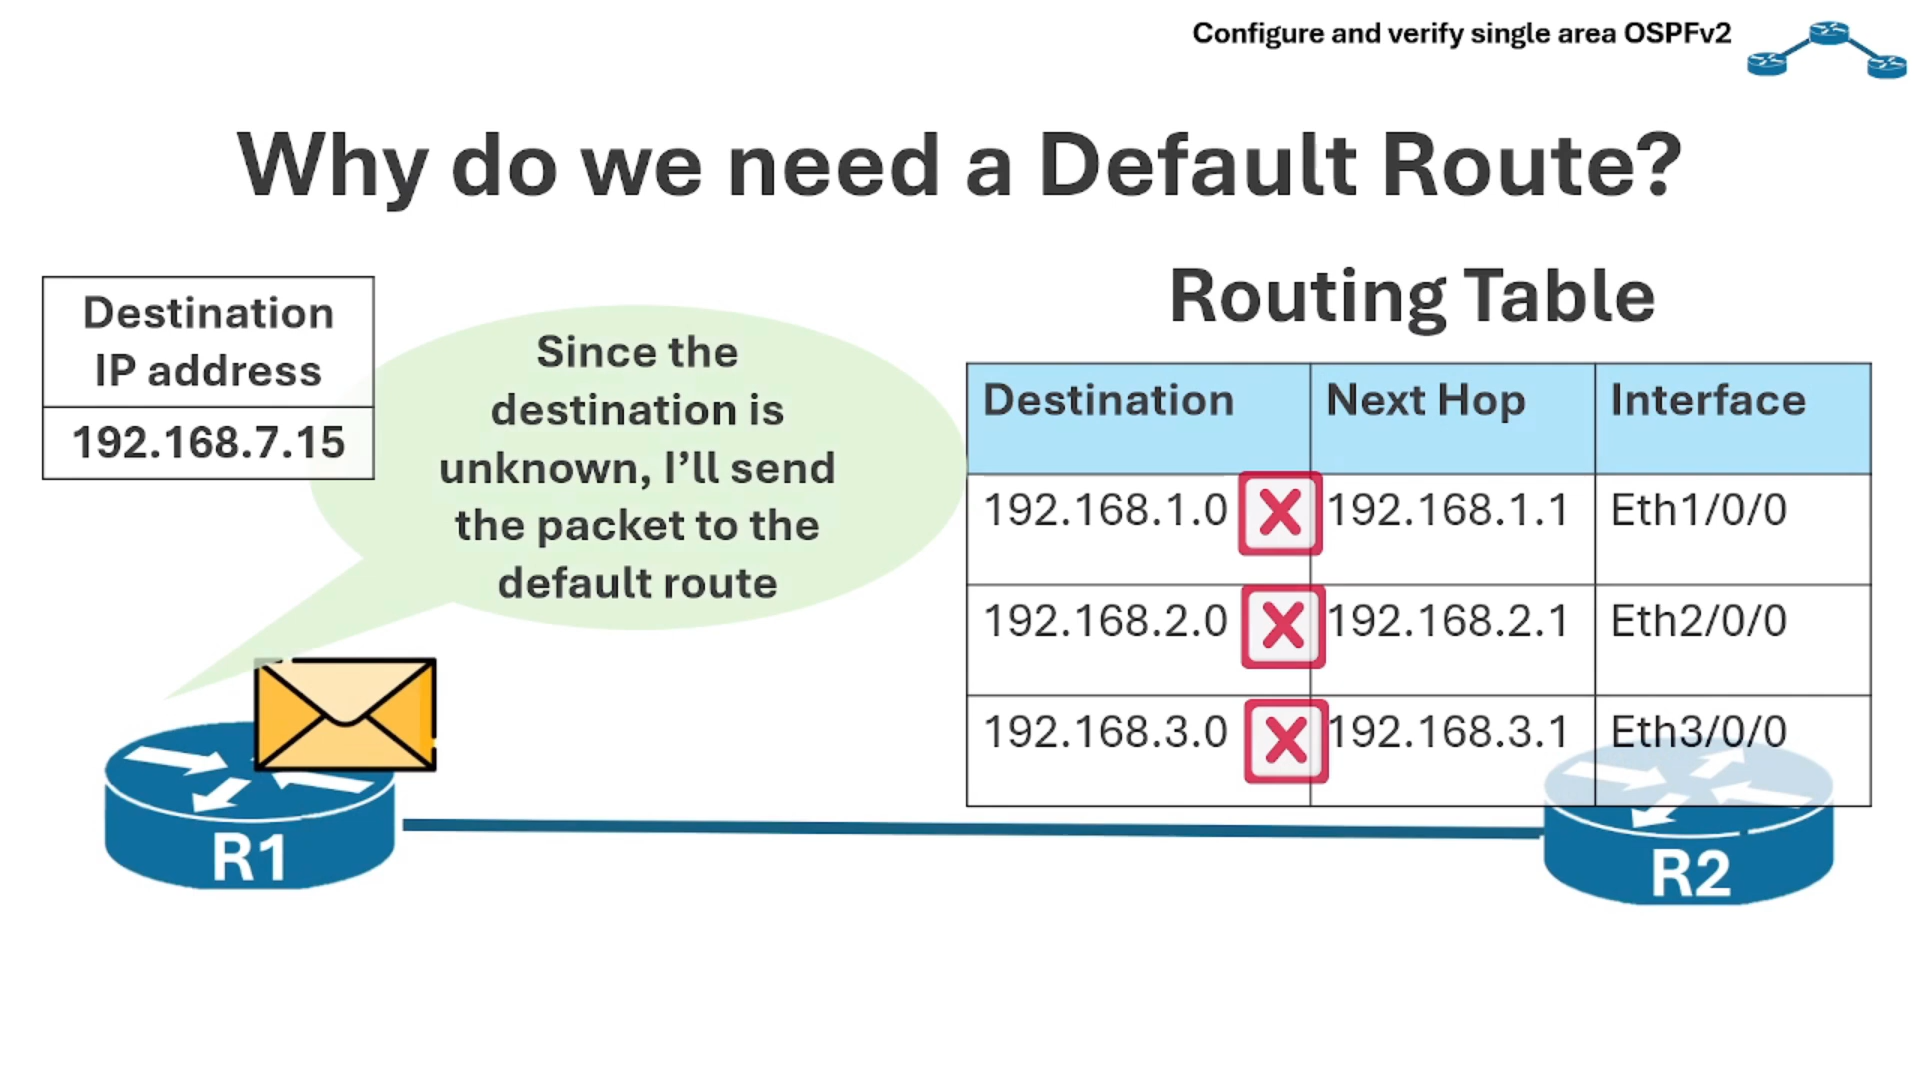 Configure and verify single area OSPFv2
Why do we need a Default Route?
Destination
IP address
192.168.7.15
Since the
destination is
unknown, I’ll send
the packet to the
default route
Routing Table
Destination Next Hop Interface
192.168.1.0 192.168.1.1 Eth1/0/0
192.168.2.0 192.168.2.1 Eth2/0/0
192.168.3.0 192.168.3.1 Eth3/0/0
R1
R2